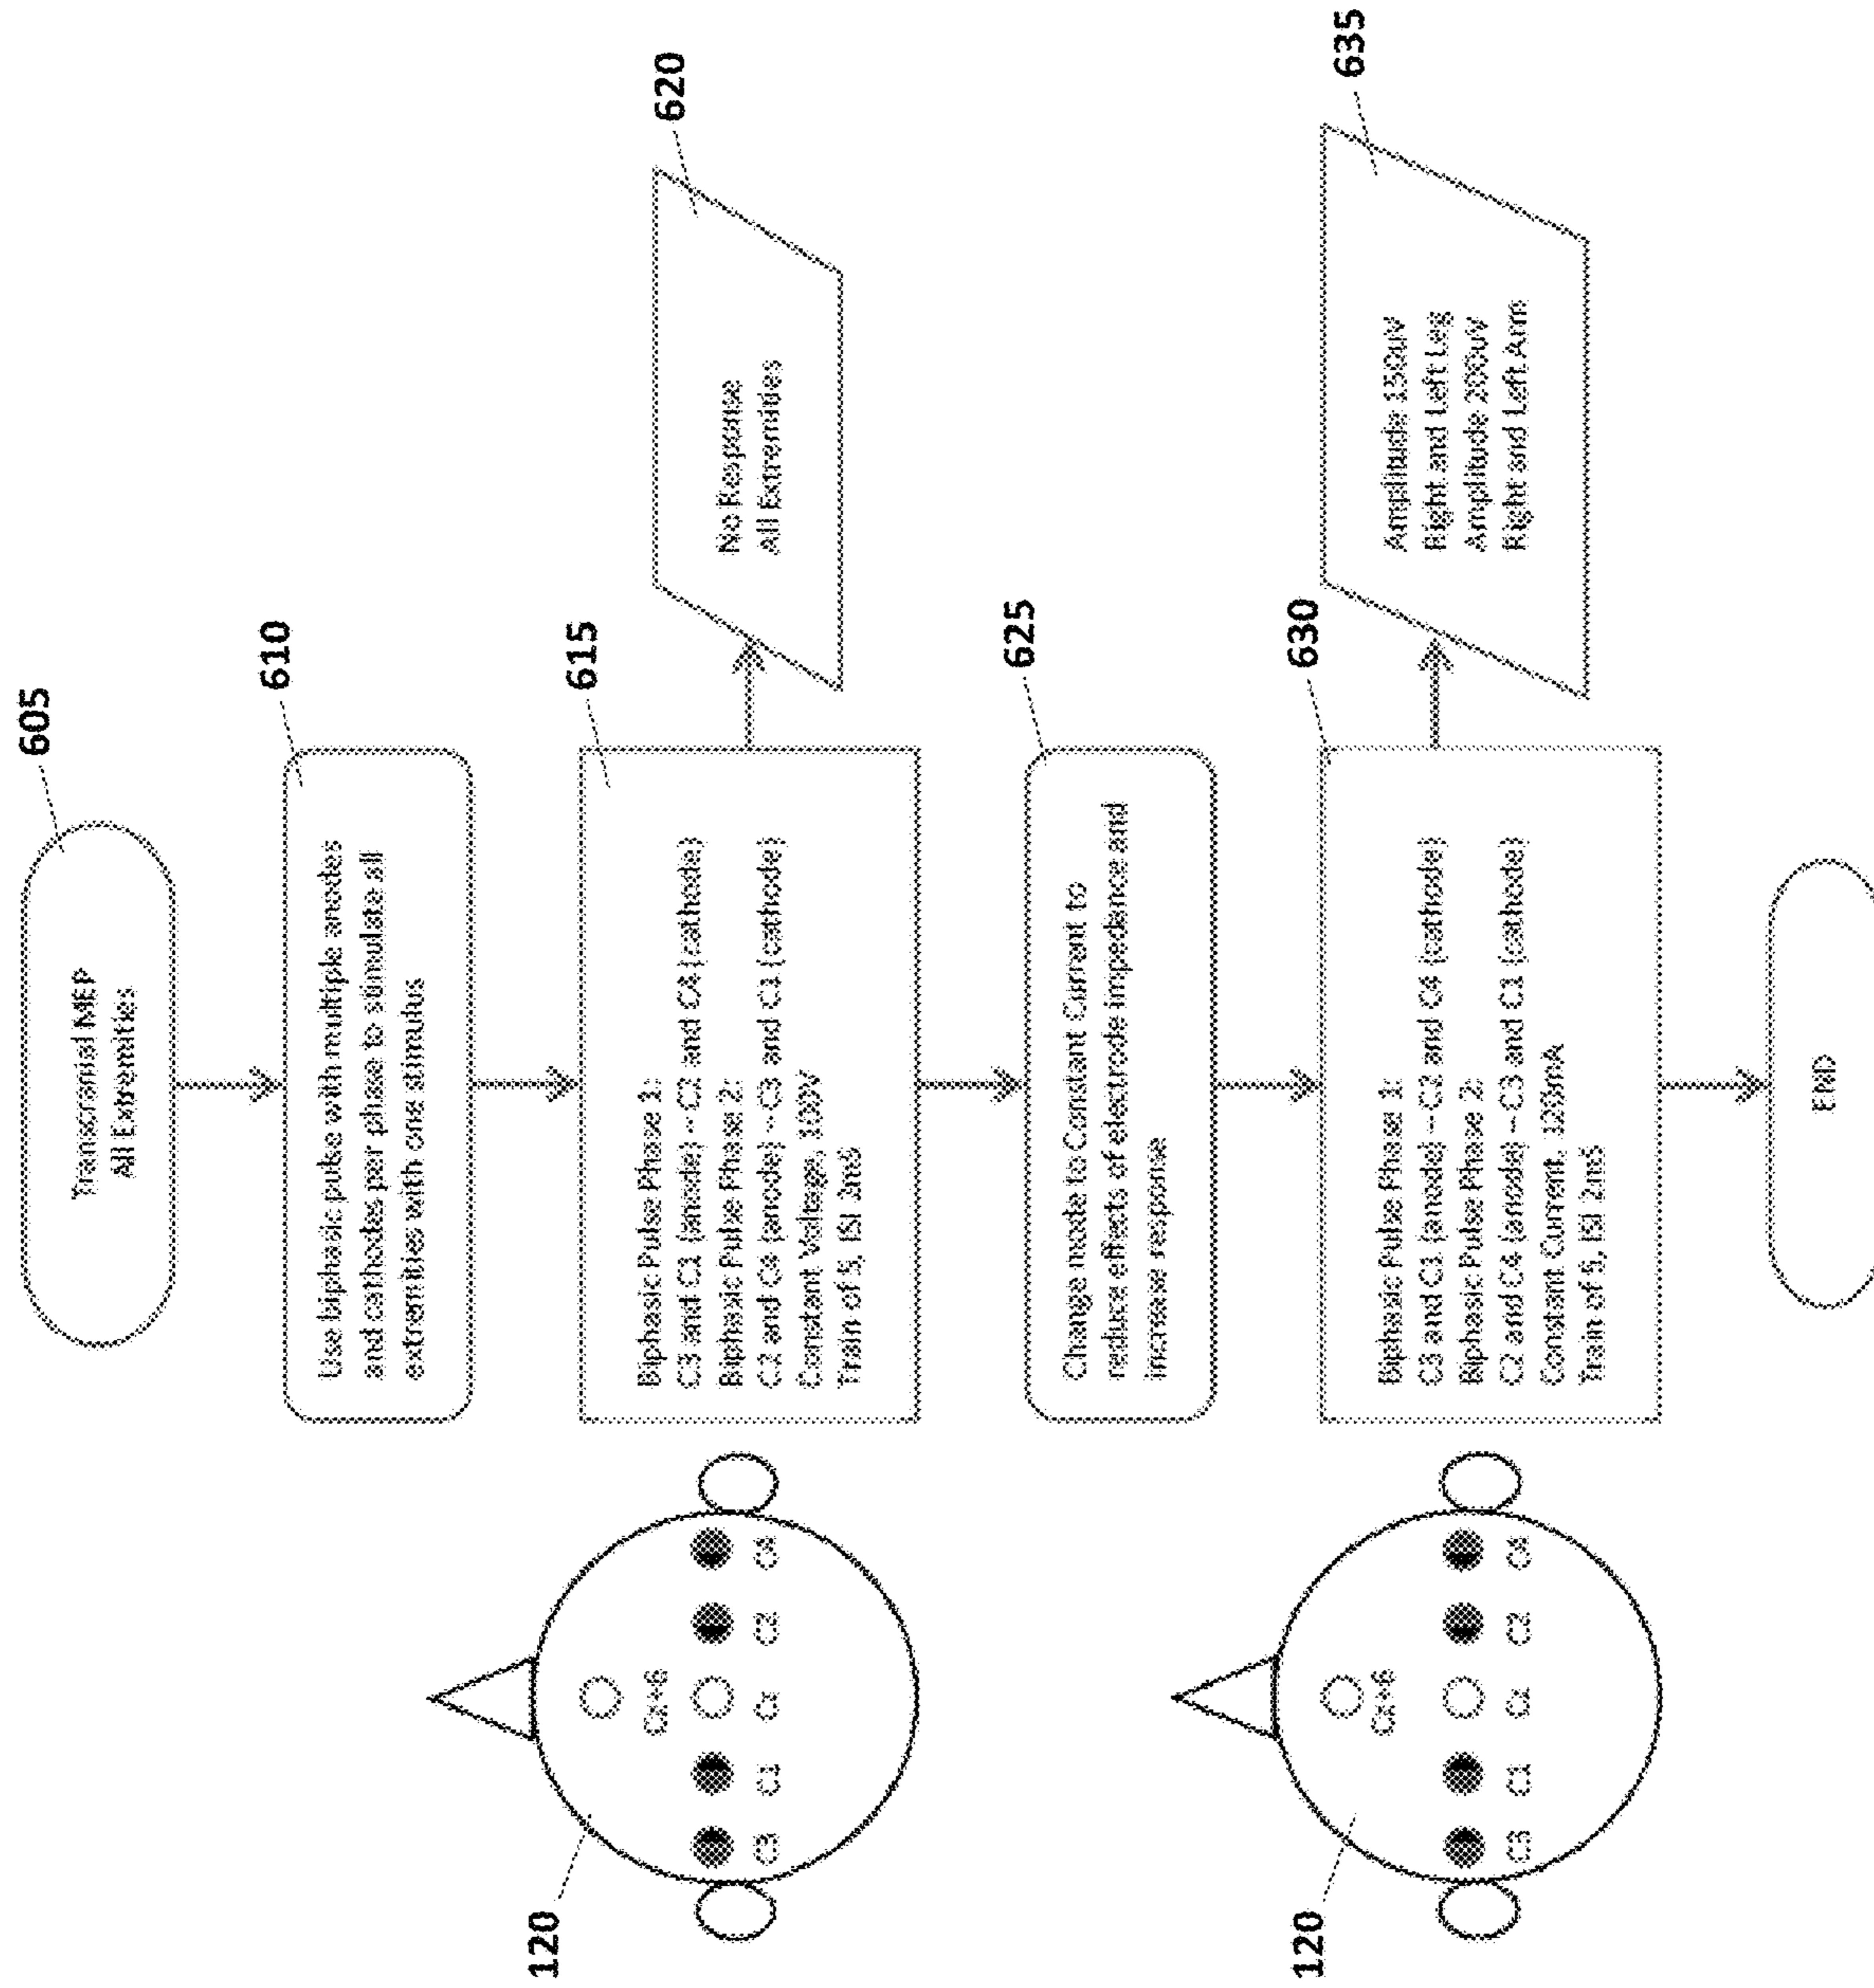 605
Transcranial MEP
All Extremities
610
Use biphasic pulse with multiple anodes
and cathodes per phase to stimulate all
extremities with one stimulus
615
Biphasic Pulse Phase 1:
C3 and C1 (anode) -- C2 and C4 (cathode)
Biphasic Pulse Phase 2:
C2 and C4 (anode) -- C3 and C1 (cathode)
Constant Voltage, 100V
Train of 5, ISI 2mS
620
No Response
All Extremities
120
Cz+6
C3 C1 Cz C2 C4
625
Change mode to Constant Current to
reduce effects of electrode impedance and
increase response
630
Biphasic Pulse Phase 1:
C3 and C1 (anode) -- C2 and C4 (cathode)
Biphasic Pulse Phase 2:
C2 and C4 (anode) -- C3 and C1 (cathode)
Constant Current,
Train of 5, ISI 2mS
635
Amplitude 150uV
Right and Left Leg
Amplitude 200uV
Right and Left Arm
120
Cz+6
C3 C1 Cz C2 C4
END